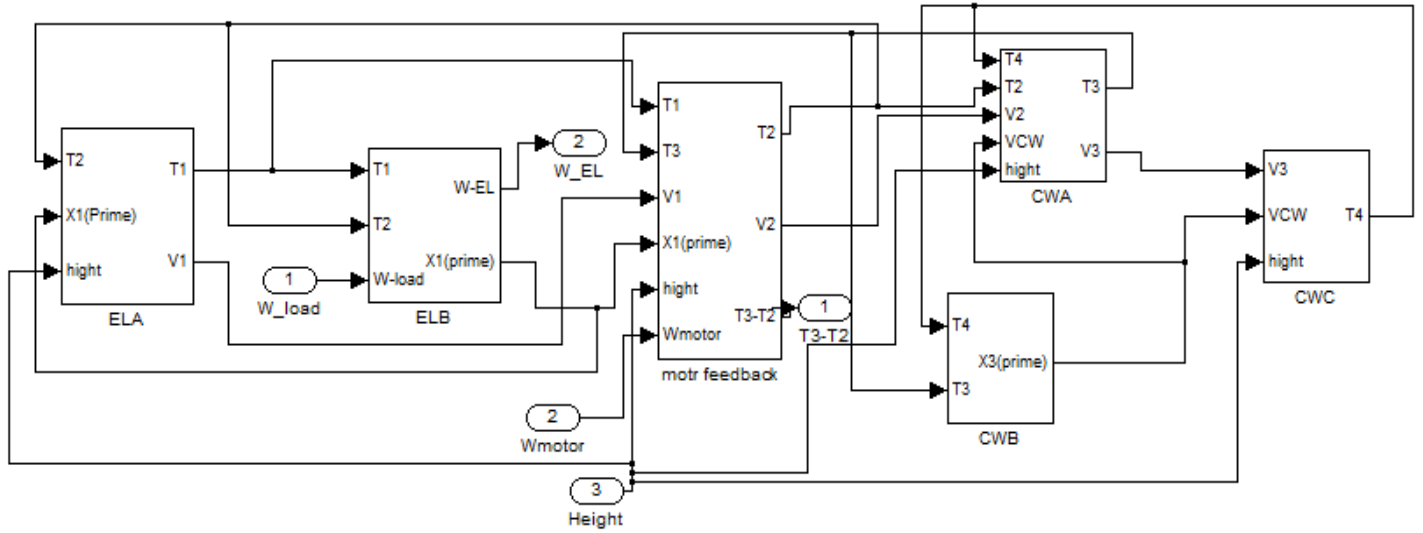 T2
X1(Prime)
hight
T1
V1
ELA
1
W_load
T1
T2
W-load
W-EL
X1(prime)
ELB
2
W_EL
T1
T3
V1
X1(prime)
hight
Wmotor
T2
V2
T3-T2
motr feedback
1
T3-T2
2
Wmotor
3
Height
T4
T2
V2
VCW
hight
T3
V3
CWA
T4
T3
X3(prime)
CWB
V3
VCW
hight
T4
CWC